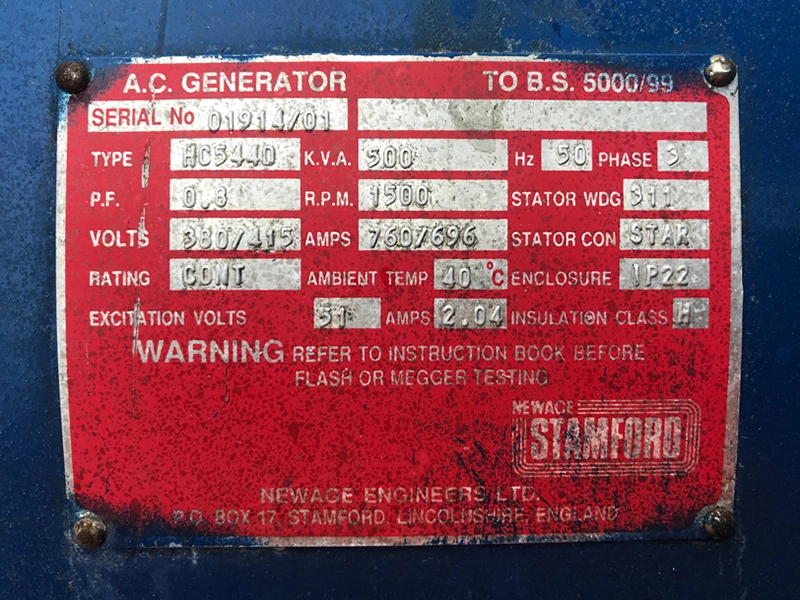 A.C. GENERATOR TO B.S. 5000/99
SERIAL No 01914/01
TYPE HC544D K.V.A. 500 Hz 50 PHASE 3
P.F. 0.8 R.P.M. 1500 STATOR WDG 311
VOLTS 380/415 AMPS 760/696 STATOR CON STAR
RATING CONT AMBIENT TEMP 40 °C ENCLOSURE IP22
EXCITATION VOLTS 51 AMPS 2.04 INSULATION CLASS H
WARNING REFER TO INSTRUCTION BOOK BEFORE
FLASH OR MEGGER TESTING
NEWAGE
STAMFORD
NEWAGE ENGINEERS LTD.
P.O. BOX 17, STAMFORD, LINCOLNSHIRE, ENGLAND